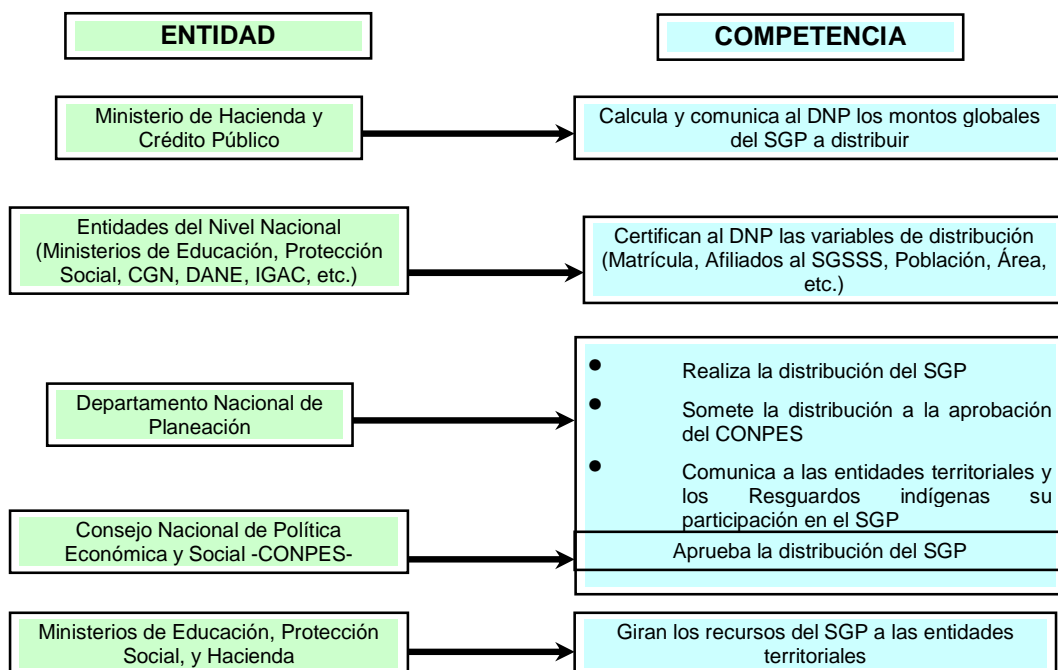 ENTIDAD
COMPETENCIA
Ministerio de Hacienda y
Crédito Público
Calcula y comunica al DNP los montos globales
del SGP a distribuir
Entidades del Nivel Nacional
(Ministerios de Educación, Protección
Social, CGN, DANE, IGAC, etc.)
Certifican al DNP las variables de distribución
(Matrícula, Afiliados al SGSSS, Población, Área,
etc.)
Departamento Nacional de
Planeación
● Realiza la distribución del SGP
● Somete la distribución a la aprobación
del CONPES
● Comunica a las entidades territoriales y
los Resguardos indígenas su
participación en el SGP
Consejo Nacional de Política
Económica y Social -CONPES-
Aprueba la distribución del SGP
Ministerios de Educación, Protección
Social, y Hacienda
Giran los recursos del SGP a las entidades
territoriales